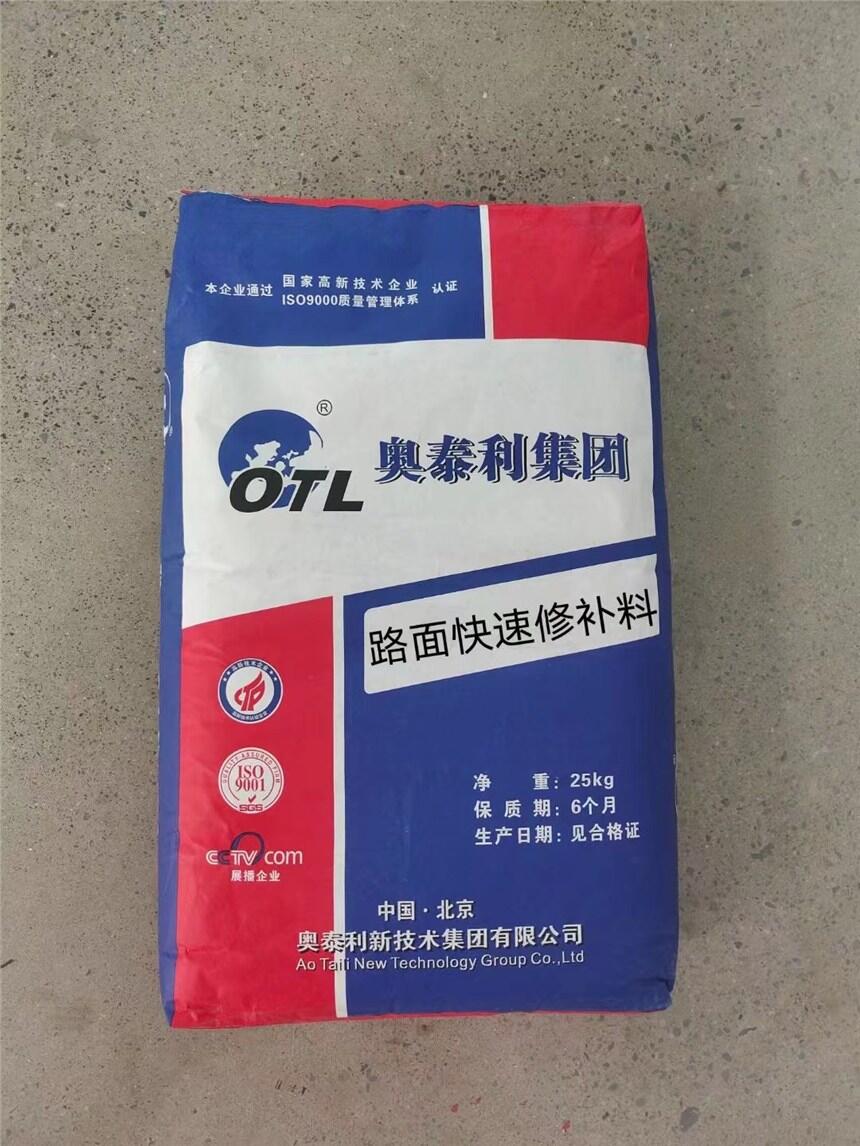 本企业通过 国家高新技术企业 认证
ISO9000质量管理体系
®
OTL
奥泰利集团
路面快速修补料
ISO
9001
SGS
CCTV.com
展播企业
净 重：25kg
保 质 期：6个月
生产日期：见合格证
中国·北京
奥泰利新技术集团有限公司
Ao Taili New Technology Group Co.,Ltd